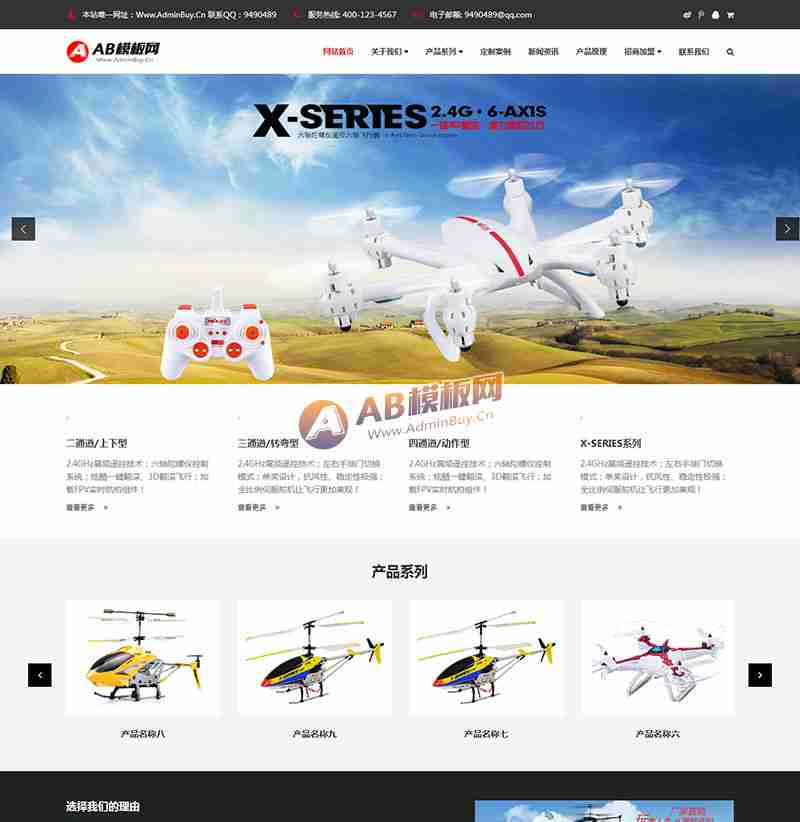 本站唯一网址：Www.AdminBuy.Cn 联系QQ：9490489
服务热线: 400-123-4567
电子邮箱: 9490489@qq.com
AB模板网
Www.AdminBuy.Cn
网站首页 关于我们 产品系列 定制案例 新闻资讯 产品原理 招商加盟 联系我们
X-SERIES 2.4G·6-AXIS
AB模板网
Www.AdminBuy.Cn
二通道/上下型
2.4GHz高频遥控技术；六轴陀螺仪控制
系统；炫酷一键翻滚、3D翻滚飞行；加
载FPV实时航拍组件！
查看更多 »
三通道/转弯型
2.4GHz高频遥控技术；左右手油门切换
模式；单桨设计，抗风性、稳定性极强；
全比例伺服舵机让飞行更加美观！
查看更多 »
四通道/动作型
2.4GHz高频遥控技术；六轴陀螺仪控制
系统；炫酷一键翻滚、3D翻滚飞行；加
载FPV实时航拍组件！
查看更多 »
X-SERIES系列
2.4GHz高频遥控技术；左右手油门切换
模式；单桨设计，抗风性、稳定性极强；
全比例伺服舵机让飞行更加美观！
查看更多 »
产品系列
产品名称八
产品名称九
产品名称七
产品名称六
选择我们的理由
厂家直销